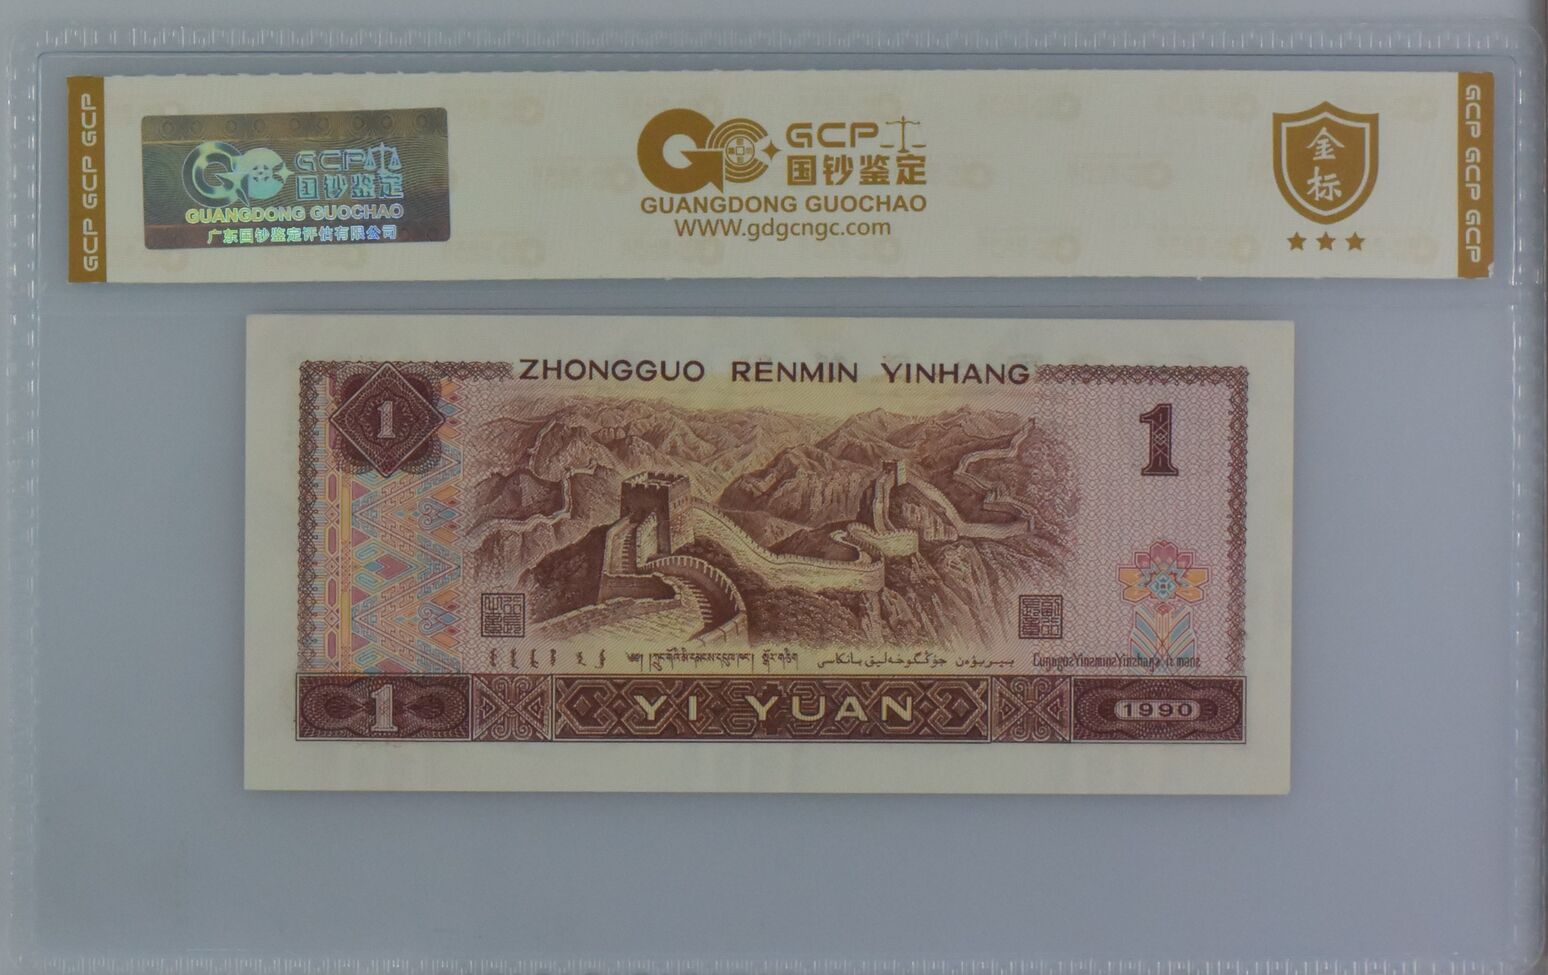 GCP GCP GCP
GCP
国钞鉴定
GUANGDONG GUOCHAO
广东国钞鉴定评估有限公司
GCP
国钞鉴定
GUANGDONG GUOCHAO
WWW.gdgcngc.com
金标
GCP GCP GCP
ZHONGGUO RENMIN YINHANG
1
1
1
YI YUAN
1990